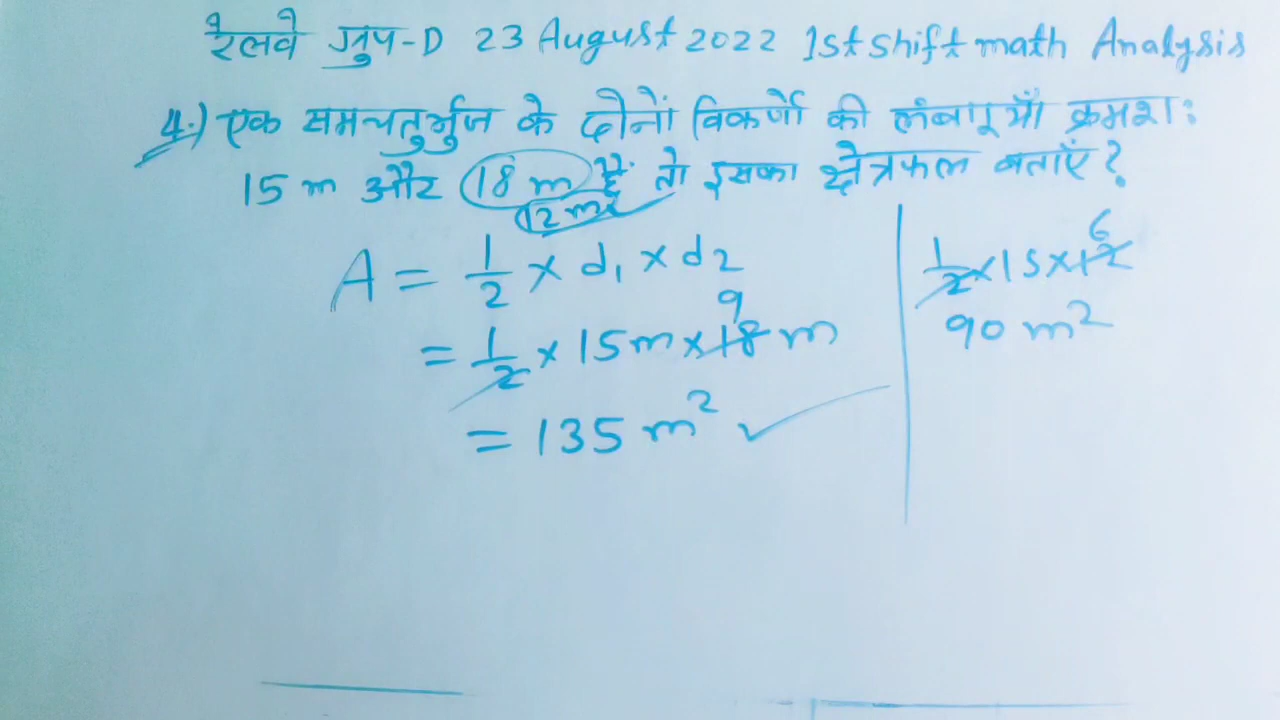 रेलवे ग्रुप-D 23 August 2022 1st shift math Analysis
4.) एक समचतुर्भुज के दोनों विकर्णों की लंबाइयाँ क्रमशः
15 m और 18 m हैं तो इसका क्षेत्रफल बताएँ ?
12 m
A = 1/2 × d1 × d2
9
= 1/2 × 15 m × 18 m
= 135 m²
6
1/2 × 15 × 12
90 m²